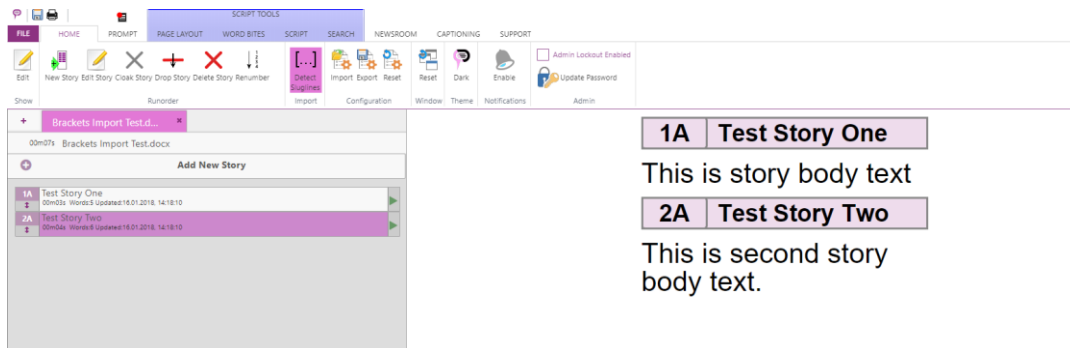 SCRIPT TOOLS
FILE HOME PROMPT PAGE LAYOUT WORD BITES SCRIPT SEARCH NEWSROOM CAPTIONING SUPPORT
[...]
Edit New Story Edit Story Cloak Story Drop Story Delete Story Renumber Detect Sluglines Import Export Reset Reset Dark Enable
Admin Lockout Enabled
Update Password
Show Runorder Import Configuration Window Theme Notifications Admin
+ Brackets Import Test.d... ×
00m07s Brackets Import Test.docx
Add New Story
1A Test Story One
00m03s Words:5 Updated:16.01.2018, 14:18:10
2A Test Story Two
00m04s Words:6 Updated:16.01.2018, 14:18:10
1A Test Story One
This is story body text
2A Test Story Two
This is second story
body text.